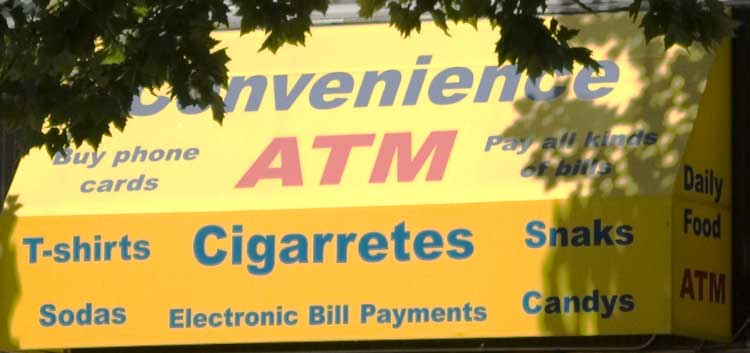 Convenience
Buy phone cards
ATM
Pay all kinds of bills
T-shirts
Cigarretes
Snaks
Sodas
Electronic Bill Payments
Candys
Daily
Food
ATM